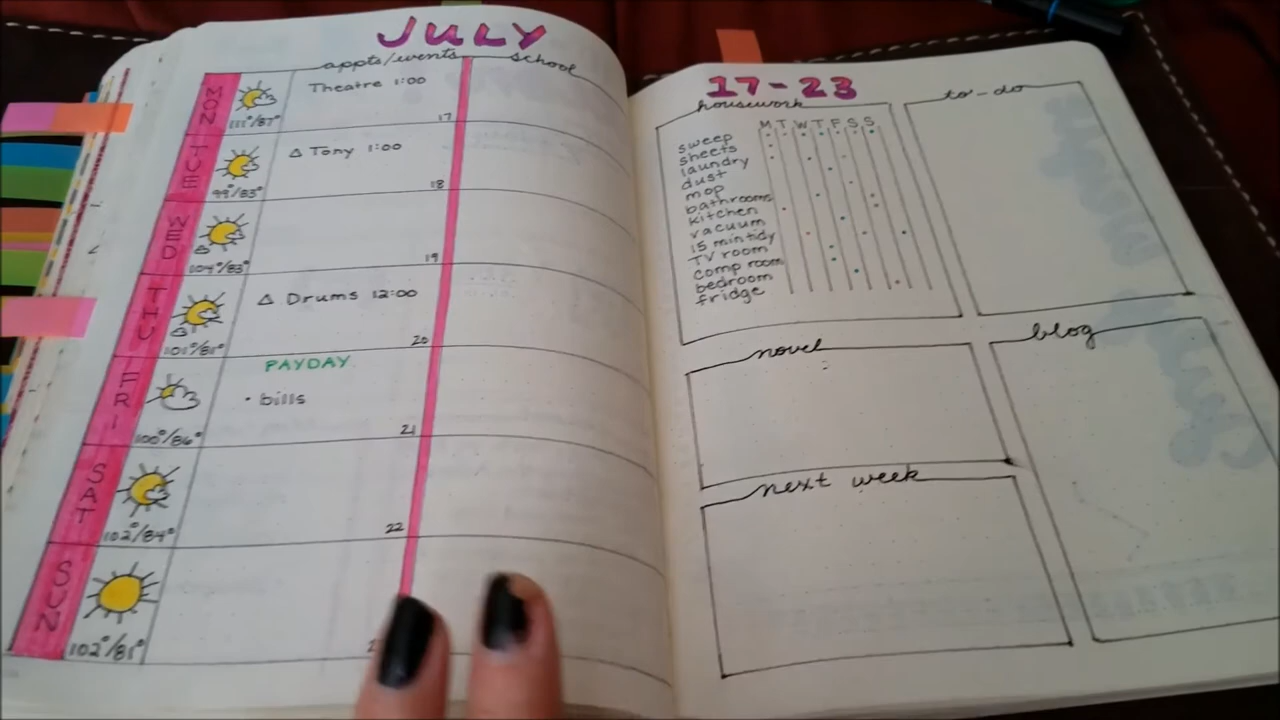 JULY
appts/events school
MON Theatre 1:00
111°/87° 17
TUE Δ Tony 1:00
99°/83° 18
WED
104°/83° 19
THU Δ Drums 12:00
101°/81° 20
FRI PAYDAY
• bills
100°/86° 21
SAT
102°/84° 22
SUN
102°/81°
17-23
housework
M T W T F S S
sweep
sheets
laundry
dust
mop
bathrooms
kitchen
vacuum
15 min tidy
TV room
comp room
bedroom
fridge
to-do
novel
blog
next week